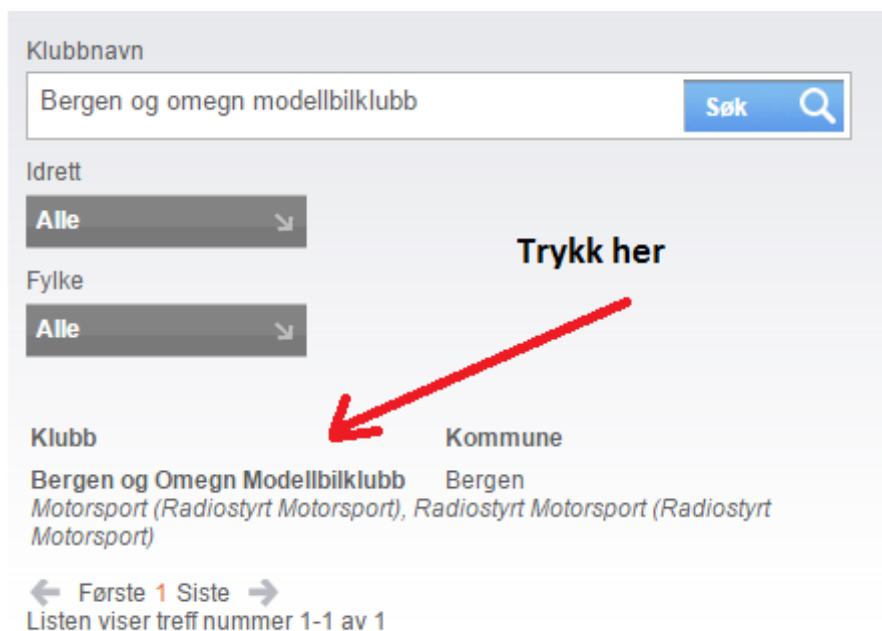 Klubbnavn
Bergen og omegn modellbilklubb
Søk
Idrett
Alle
Trykk her
Fylke
Alle
Klubb Kommune
Bergen og Omegn Modellbilklubb Bergen
Motorsport (Radiostyrt Motorsport), Radiostyrt Motorsport (Radiostyrt
Motorsport)
Første 1 Siste
Listen viser treff nummer 1-1 av 1